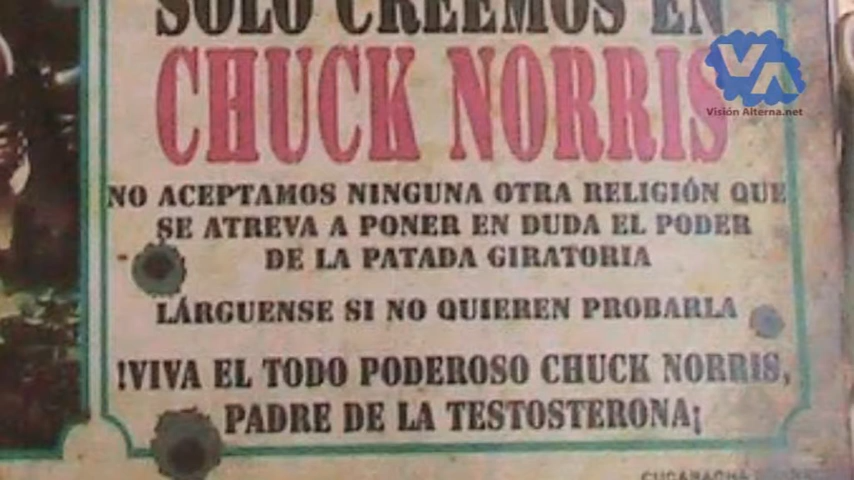 SOLO CREEMOS EN
CHUCK NORRIS
NO ACEPTAMOS NINGUNA OTRA RELIGIÓN QUE
SE ATREVA A PONER EN DUDA EL PODER
DE LA PATADA GIRATORIA
LÁRGUENSE SI NO QUIEREN PROBARLA
!VIVA EL TODO PODEROSO CHUCK NORRIS,
PADRE DE LA TESTOSTERONA¡
VA
Visión Alterna.net
CUCARACHA